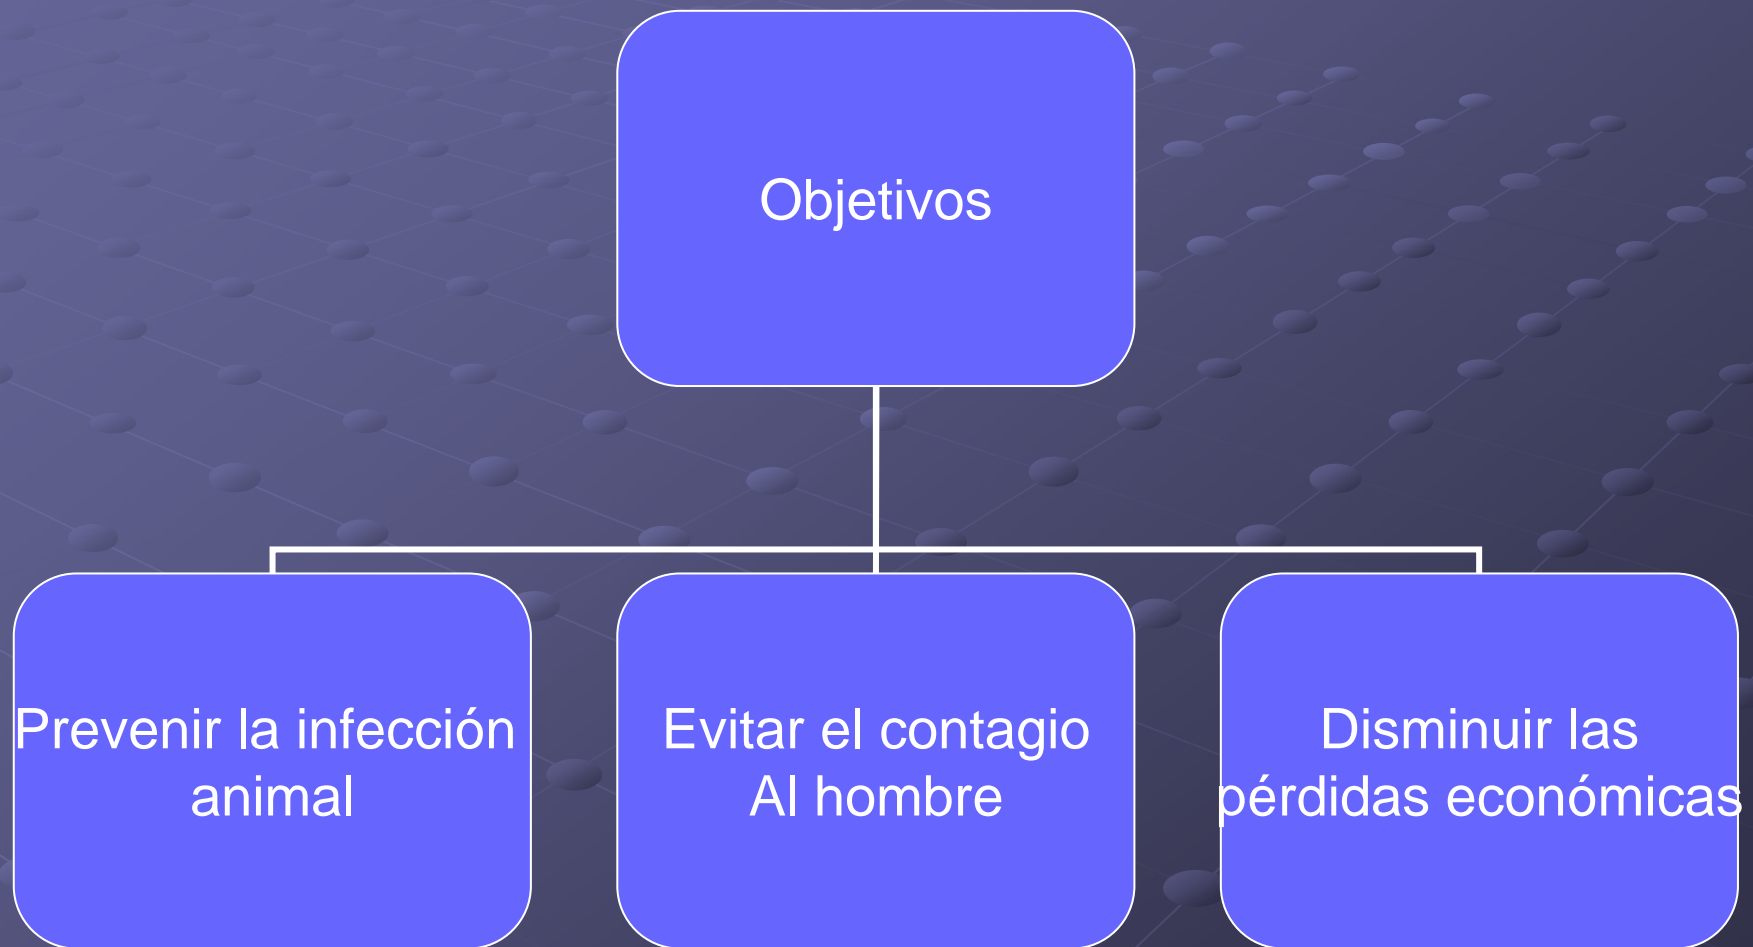 Objetivos
Prevenir la infección
animal
Evitar el contagio
Al hombre
Disminuir las
pérdidas económicas